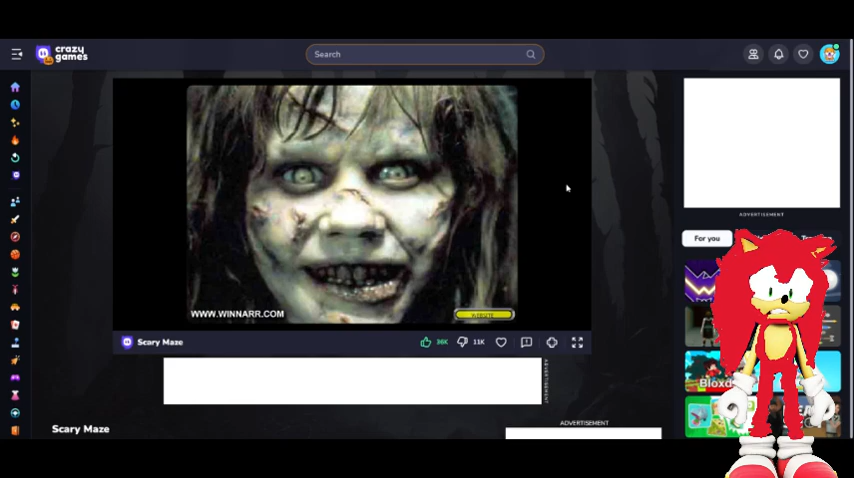 crazy games
Search
ADVERTISEMENT
For you
WWW.WINNARR.COM
WEBSITE
Scary Maze
36K
11K
ADVERTISEMENT
Bloxd
ADVERTISEMENT
Scary Maze